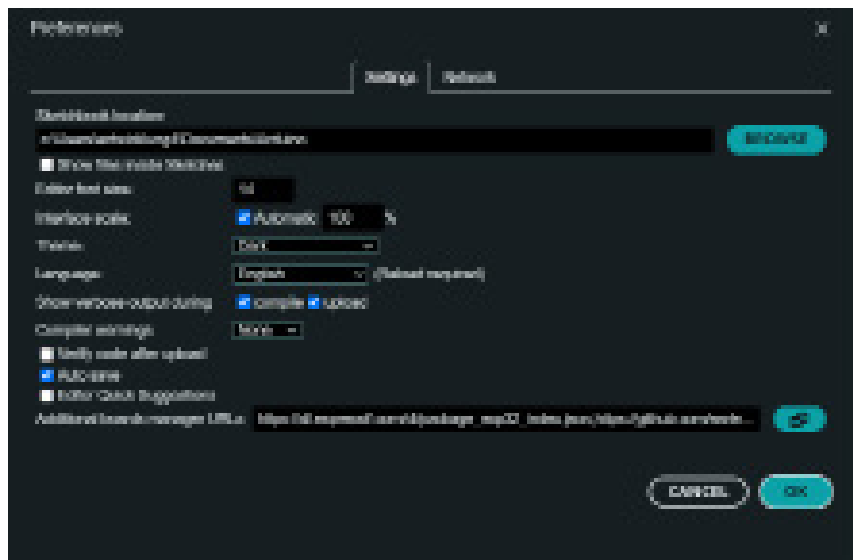 Preferences
Settings Network
Sketchbook location:
BROWSE
Show files inside Sketches
Editor font size: 14
Interface scale: Automatic 100 %
Theme: Dark
Language: English (Reload required)
Show verbose output during compile upload
Compiler warnings None
Verify code after upload
Auto save
Editor Quick Suggestions
Additional boards manager URLs:
CANCEL OK